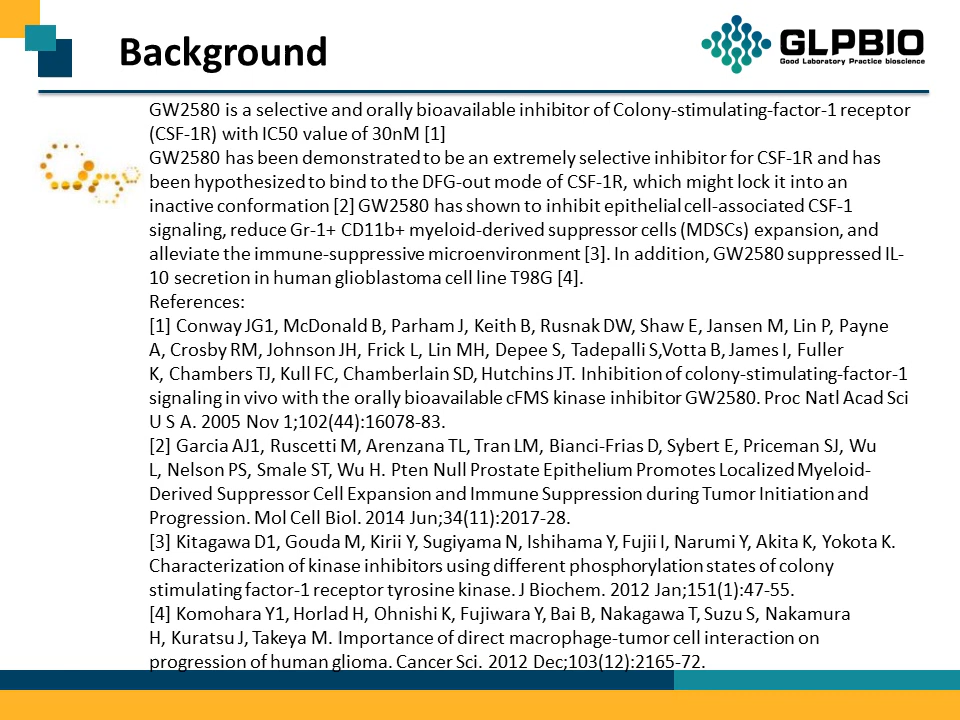 Background
GLPBIO
Good Laboratory Practice bioscience
GW2580 is a selective and orally bioavailable inhibitor of Colony-stimulating-factor-1 receptor
(CSF-1R) with IC50 value of 30nM [1]
GW2580 has been demonstrated to be an extremely selective inhibitor for CSF-1R and has
been hypothesized to bind to the DFG-out mode of CSF-1R, which might lock it into an
inactive conformation [2] GW2580 has shown to inhibit epithelial cell-associated CSF-1
signaling, reduce Gr-1+ CD11b+ myeloid-derived suppressor cells (MDSCs) expansion, and
alleviate the immune-suppressive microenvironment [3]. In addition, GW2580 suppressed IL-
10 secretion in human glioblastoma cell line T98G [4].
References:
[1] Conway JG1, McDonald B, Parham J, Keith B, Rusnak DW, Shaw E, Jansen M, Lin P, Payne
A, Crosby RM, Johnson JH, Frick L, Lin MH, Depee S, Tadepalli S,Votta B, James I, Fuller
K, Chambers TJ, Kull FC, Chamberlain SD, Hutchins JT. Inhibition of colony-stimulating-factor-1
signaling in vivo with the orally bioavailable cFMS kinase inhibitor GW2580. Proc Natl Acad Sci
U S A. 2005 Nov 1;102(44):16078-83.
[2] Garcia AJ1, Ruscetti M, Arenzana TL, Tran LM, Bianci-Frias D, Sybert E, Priceman SJ, Wu
L, Nelson PS, Smale ST, Wu H. Pten Null Prostate Epithelium Promotes Localized Myeloid-
Derived Suppressor Cell Expansion and Immune Suppression during Tumor Initiation and
Progression. Mol Cell Biol. 2014 Jun;34(11):2017-28.
[3] Kitagawa D1, Gouda M, Kirii Y, Sugiyama N, Ishihama Y, Fujii I, Narumi Y, Akita K, Yokota K.
Characterization of kinase inhibitors using different phosphorylation states of colony
stimulating factor-1 receptor tyrosine kinase. J Biochem. 2012 Jan;151(1):47-55.
[4] Komohara Y1, Horlad H, Ohnishi K, Fujiwara Y, Bai B, Nakagawa T, Suzu S, Nakamura
H, Kuratsu J, Takeya M. Importance of direct macrophage-tumor cell interaction on
progression of human glioma. Cancer Sci. 2012 Dec;103(12):2165-72.